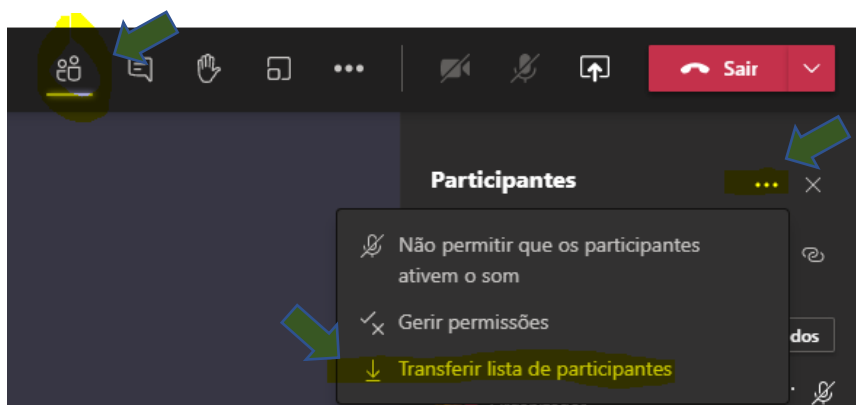 Sair
Participantes
Não permitir que os participantes
ativem o som
Gerir permissões
dos
Transferir lista de participantes